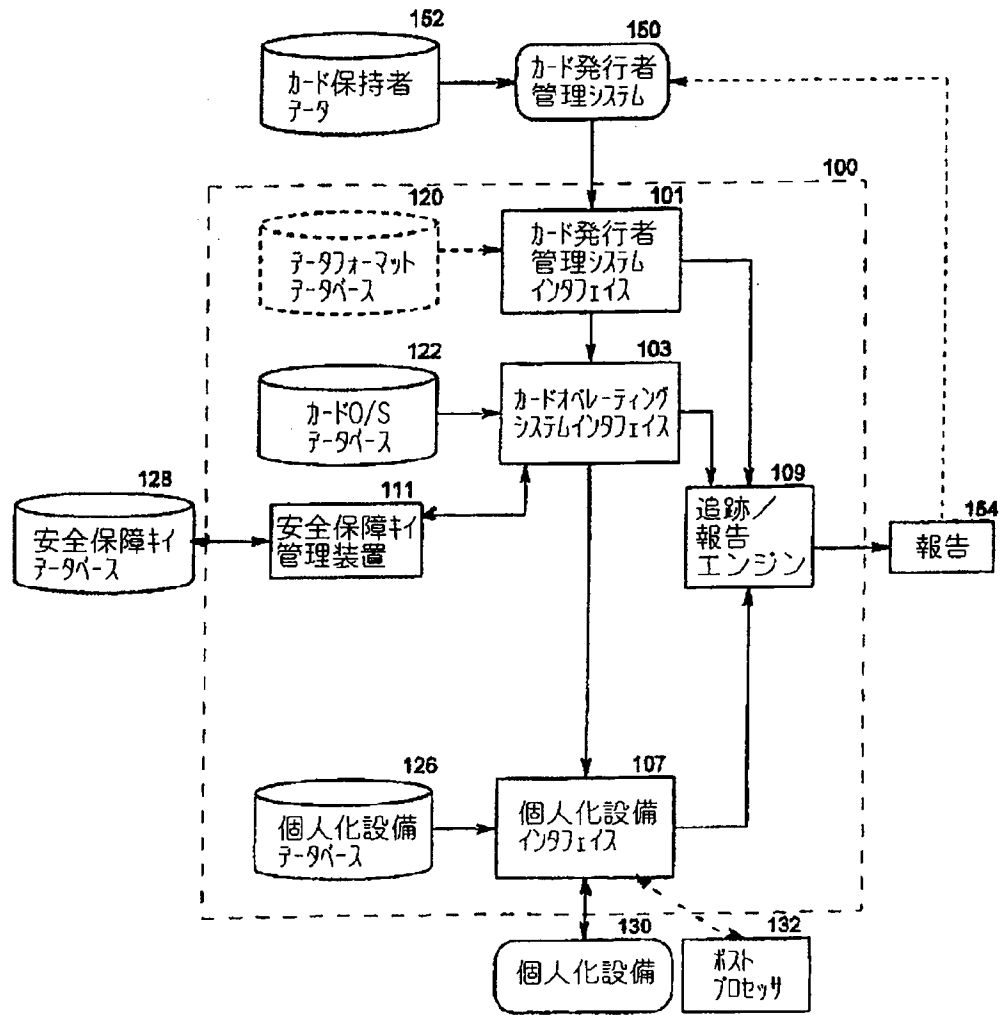 152
カード保持者
データ
150
カード発行者
管理システム
100
120
データフォーマット
データベース
101
カード発行者
管理システム
インタフェイス
122
カードO/S
データベース
103
カードオペレーティング
システムインタフェイス
128
安全保障キイ
データベース
111
安全保障キイ
管理装置
109
追跡/
報告
エンジン
154
報告
126
個人化設備
データベース
107
個人化設備
インタフェイス
130
個人化設備
132
ポスト
プロセッサ